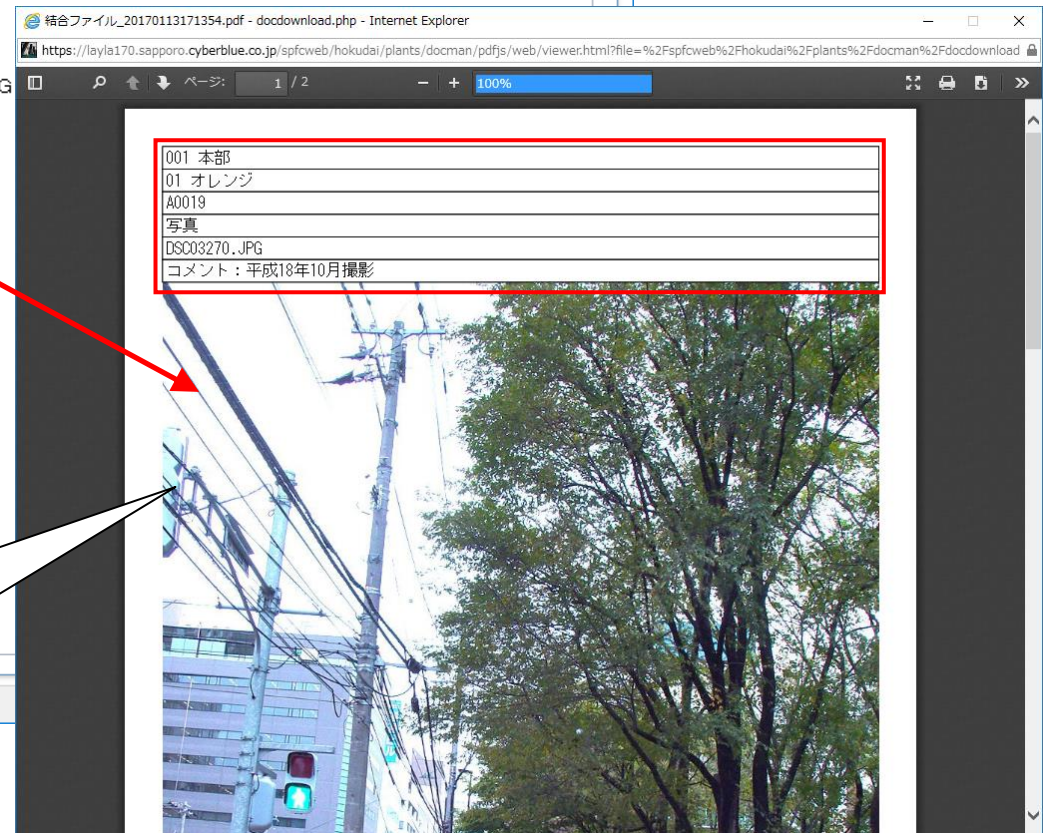 結合ファイル_20170113171354.pdf - docdownload.php - Internet Explorer
https://layla170.sapporo.cyberblue.co.jp/spfcweb/hokudai/plants/docman/pdfjs/web/viewer.html?file=%2Fspfcweb%2Fhokudai%2Fplants%2Fdocman%2Fdocdownload
G
ページ: 1 / 2 100%
001 本部
01 オレンジ
A0019
写真
DSC03270.JPG
コメント：平成18年10月撮影